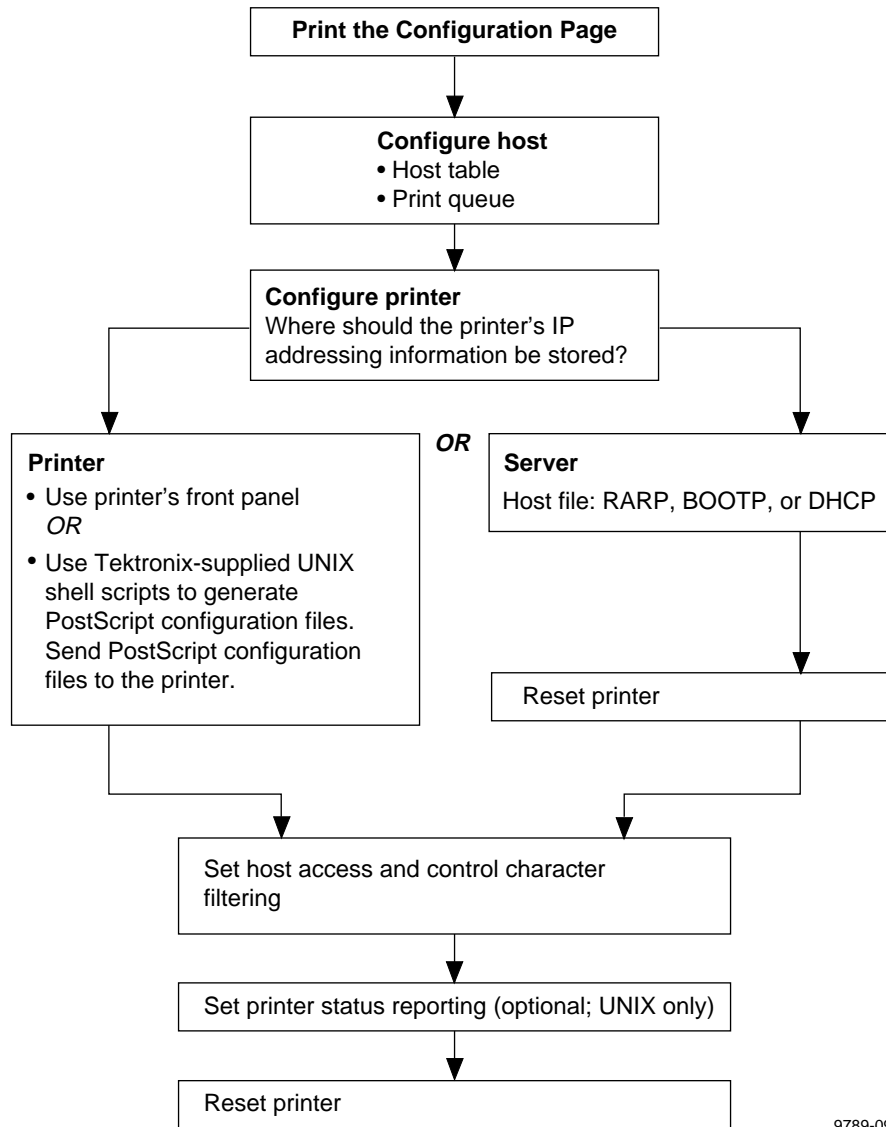 Print the Configuration Page
Configure host
• Host table
• Print queue
Configure printer
Where should the printer's IP
addressing information be stored?
Printer
• Use printer's front panel
OR
• Use Tektronix-supplied UNIX
shell scripts to generate
PostScript configuration files.
Send PostScript configuration
files to the printer.
OR
Server
Host file: RARP, BOOTP, or DHCP
Reset printer
Set host access and control character
filtering
Set printer status reporting (optional; UNIX only)
Reset printer
9789-09